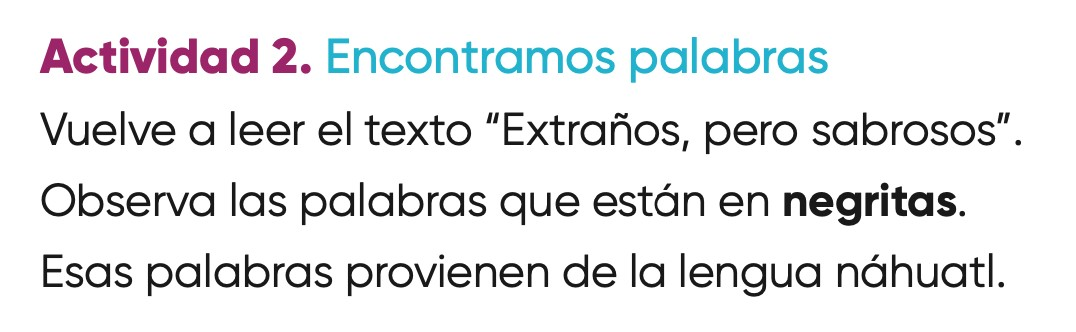 Actividad 2. Encontramos palabras
Vuelve a leer el texto “Extraños, pero sabrosos”.
Observa las palabras que están en negritas.
Esas palabras provienen de la lengua náhuatl.